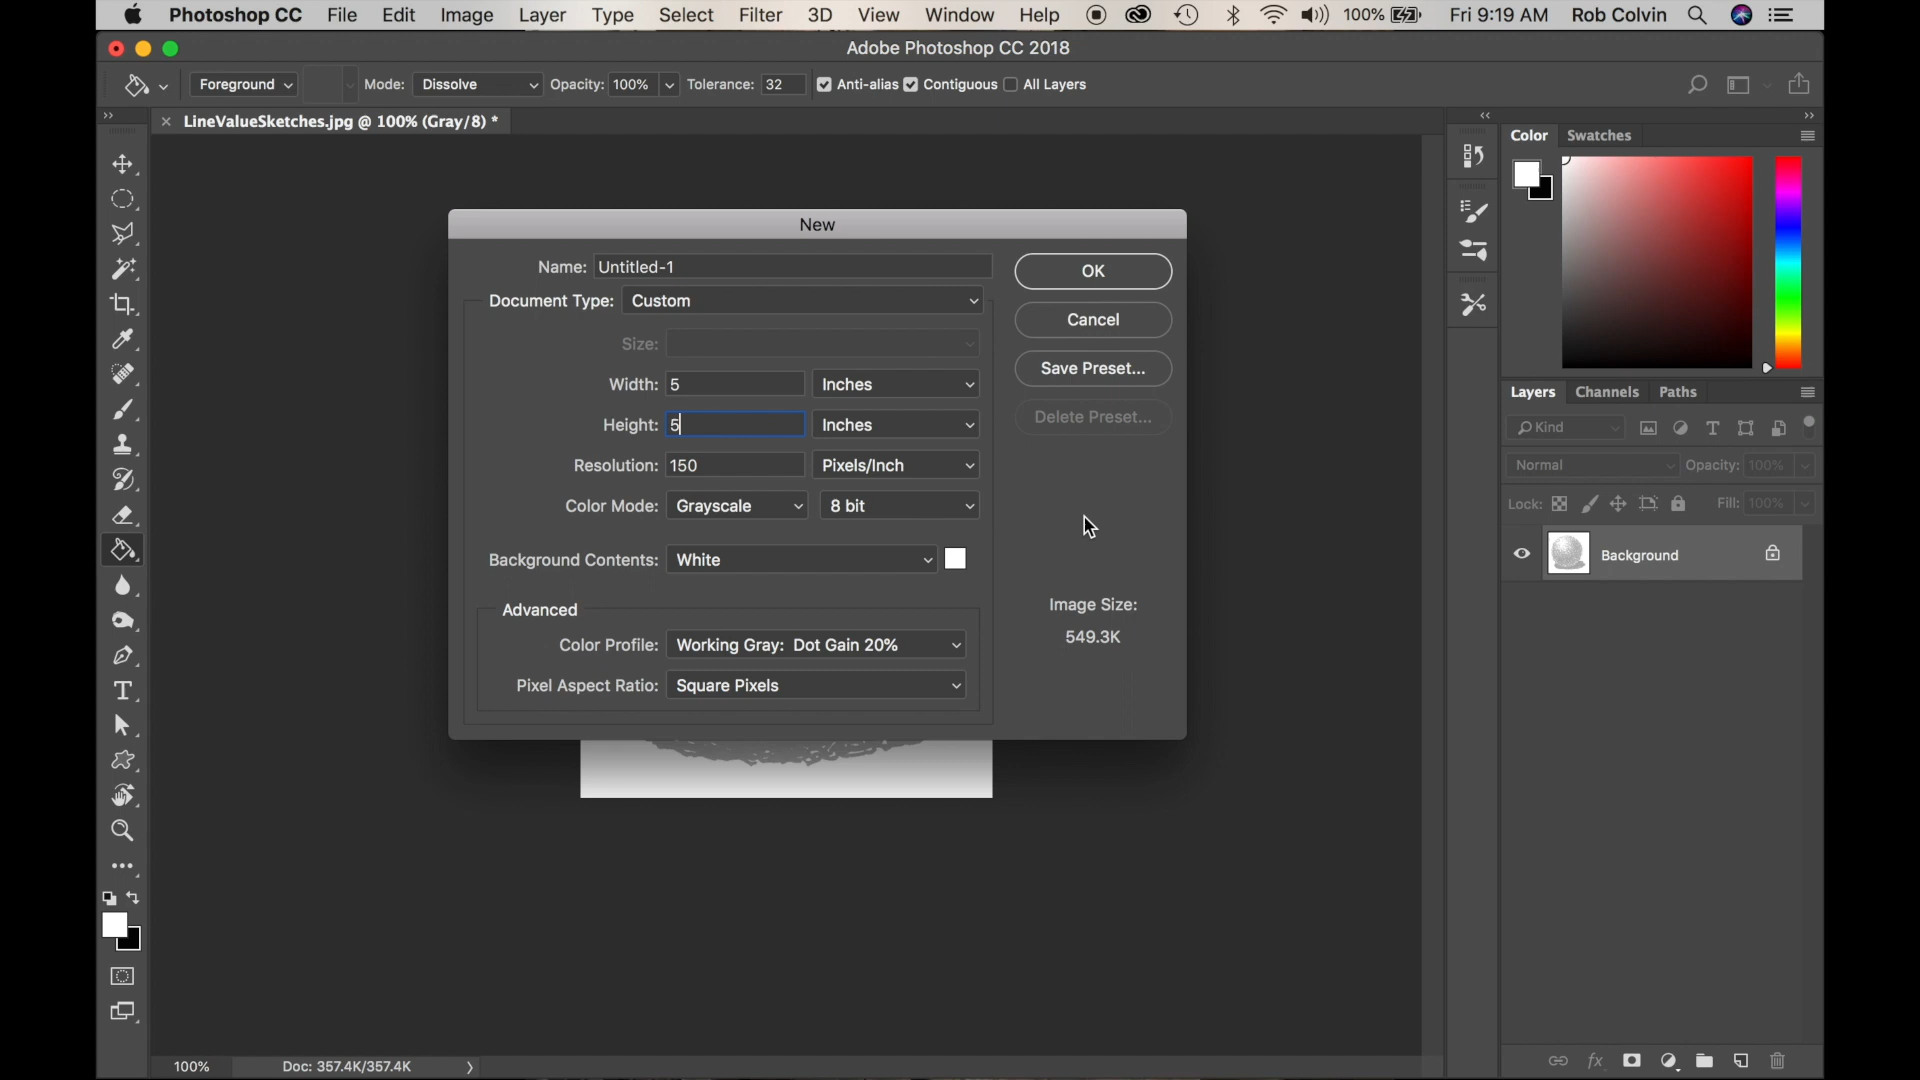 Photoshop CC File Edit Image Layer Type Select Filter 3D View Window Help 100% Fri 9:19 AM Rob Colvin
Adobe Photoshop CC 2018
Foreground Mode: Dissolve Opacity: 100% Tolerance: 32 Anti-alias Contiguous All Layers
LineValueSketches.jpg @ 100% (Gray/8) *
Color Swatches
New
Name: Untitled-1
OK
Document Type: Custom
Cancel
Size:
Width: 5 Inches
Save Preset...
Height: 5 Inches
Delete Preset...
Resolution: 150 Pixels/Inch
Color Mode: Grayscale 8 bit
Background Contents: White
Advanced
Image Size:
549.3K
Color Profile: Working Gray: Dot Gain 20%
Pixel Aspect Ratio: Square Pixels
Layers Channels Paths
Kind
Normal Opacity: 100%
Lock: Fill: 100%
Background
T
fx
100% Doc: 357.4K/357.4K